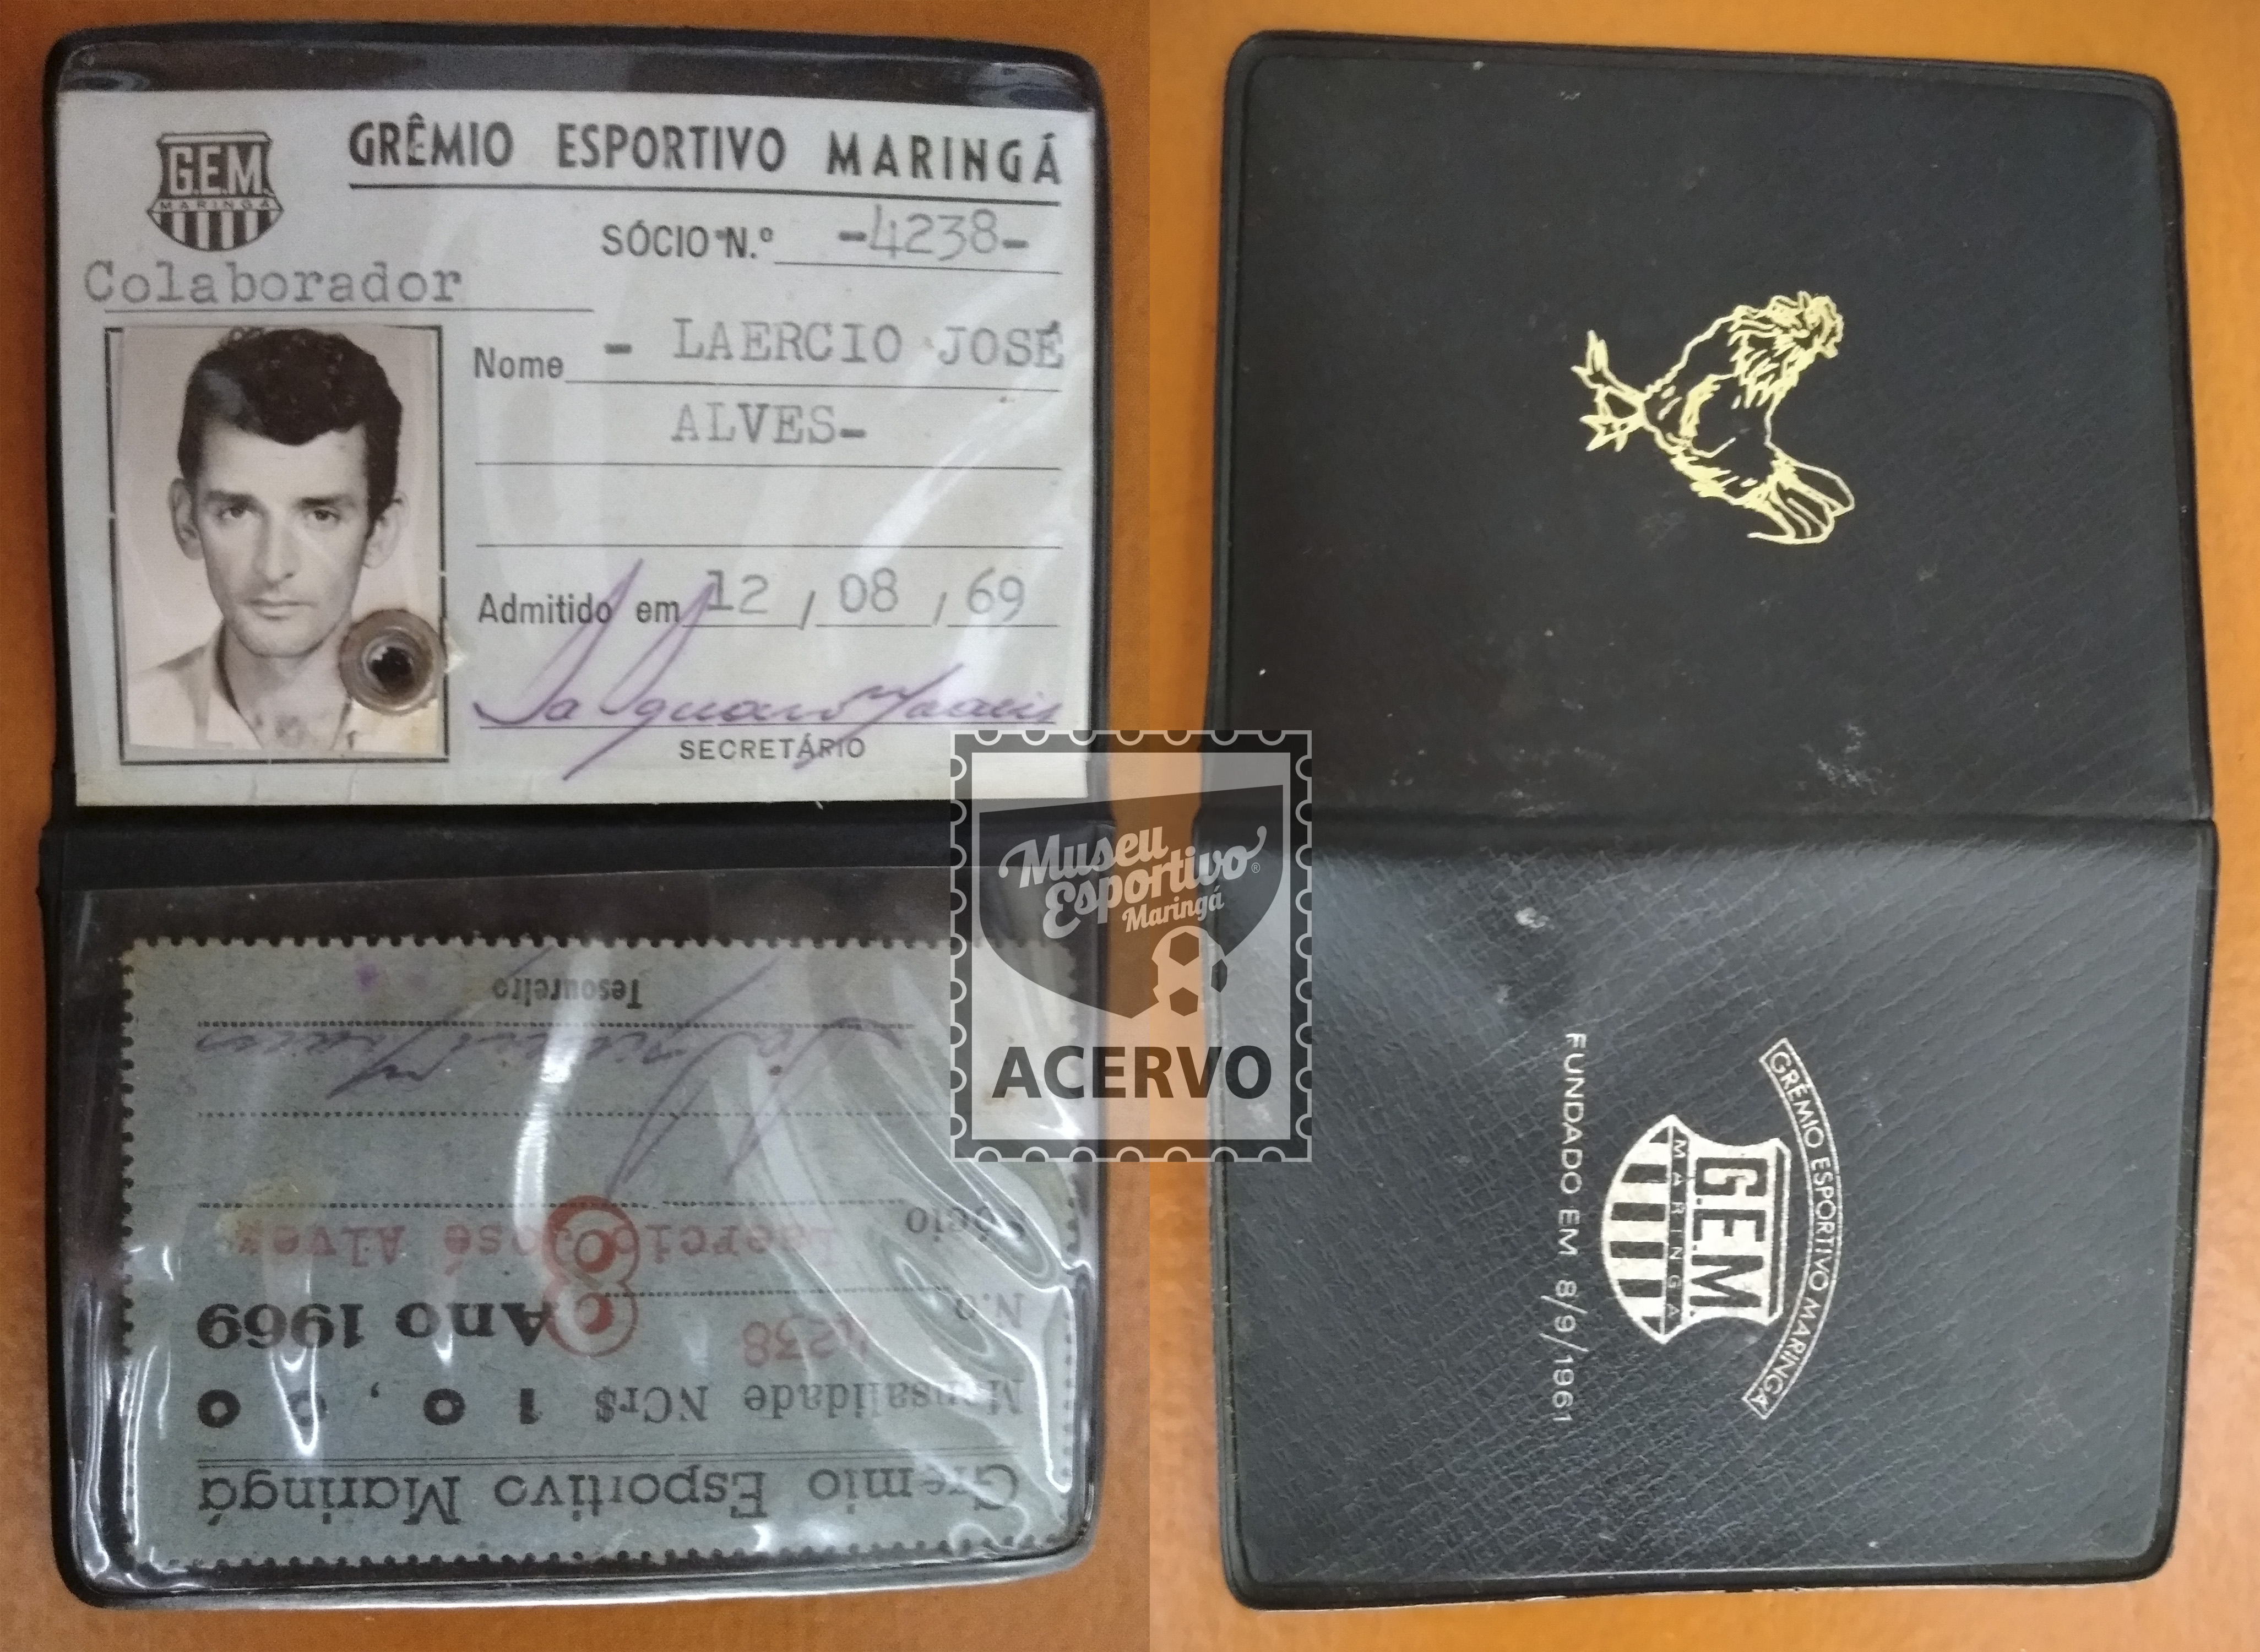 G.E.M.
MARINGÁ
GRÊMIO ESPORTIVO MARINGÁ
SÓCIO N.º -4238-
Colaborador
Nome - LAERCIO JOSÉ
ALVES-
Admitido em 12 / 08 / 69
SECRETÁRIO
Gremio Esportivo Maringá
Mensalidade NCr$ 10,00
N.o 4238 Ano 1969
8
Sócio Laercio José Alves
Tesoureiro
Museu
Esportivo®
Maringá
ACERVO
GRÊMIO ESPORTIVO MARINGÁ
G.E.M.
MARINGÁ
FUNDADO EM 8/9/1961